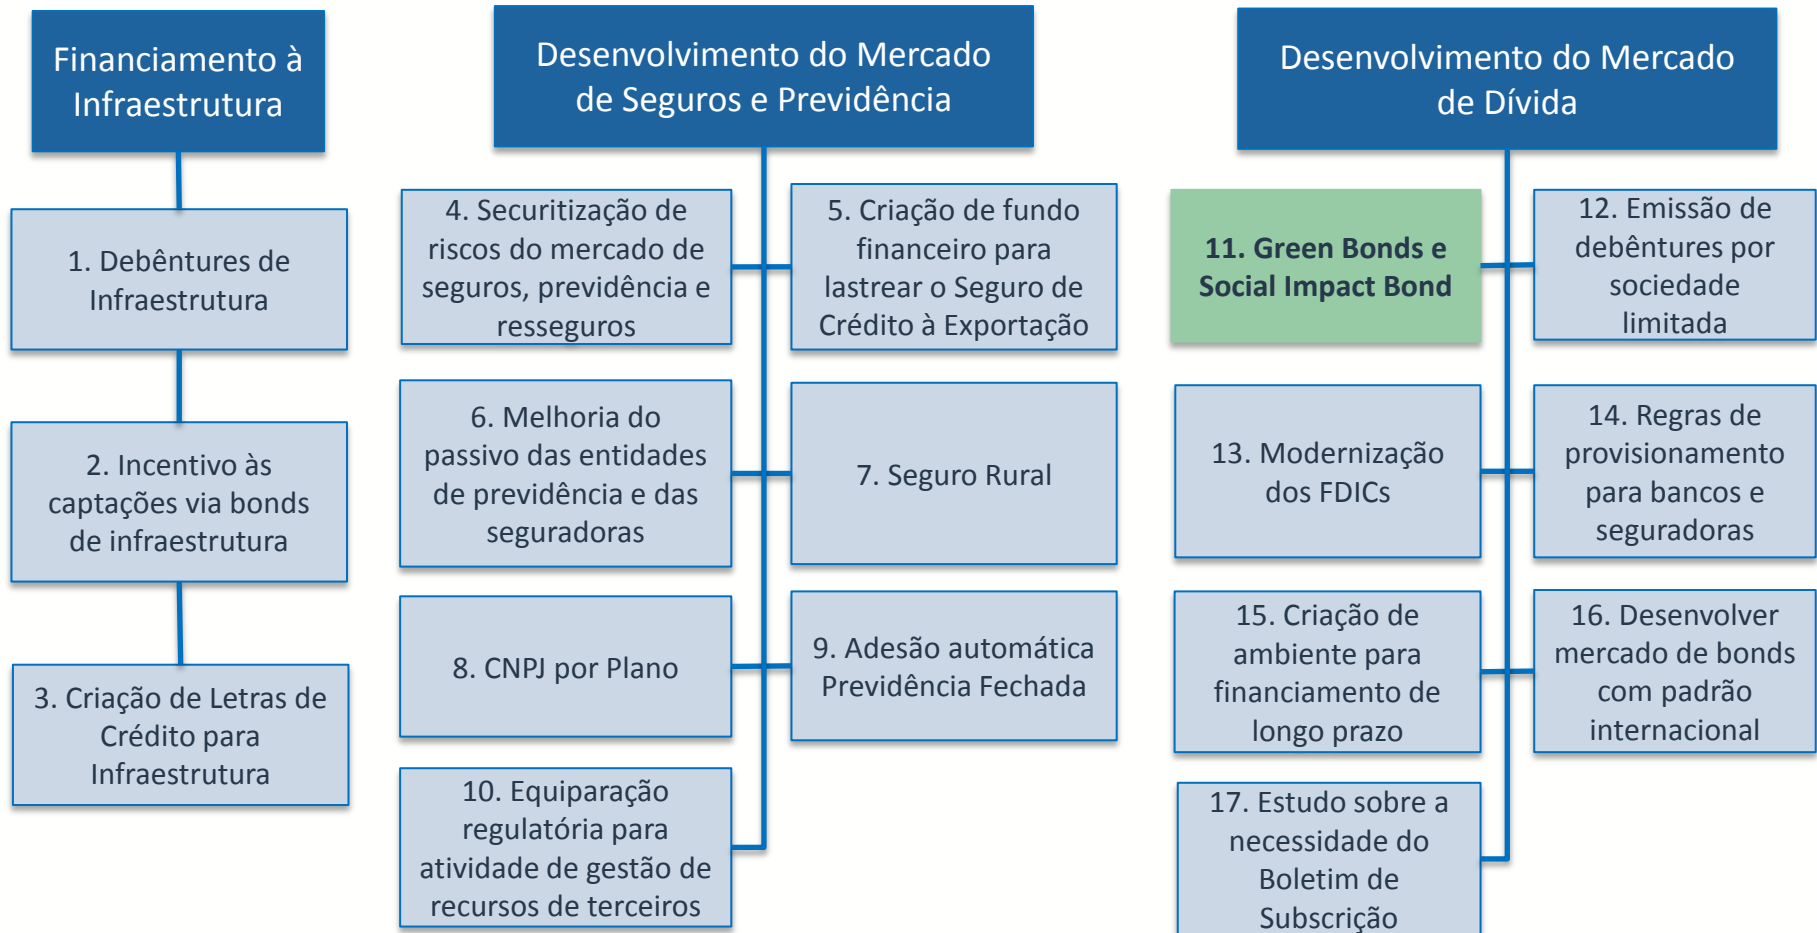 Financiamento à
Infraestrutura
1. Debêntures de
Infraestrutura
2. Incentivo às
captações via bonds
de infraestrutura
3. Criação de Letras de
Crédito para
Infraestrutura
Desenvolvimento do Mercado
de Seguros e Previdência
4. Securitização de
riscos do mercado de
seguros, previdência e
resseguros
5. Criação de fundo
financeiro para
lastrear o Seguro de
Crédito à Exportação
6. Melhoria do
passivo das entidades
de previdência e das
seguradoras
7. Seguro Rural
8. CNPJ por Plano
9. Adesão automática
Previdência Fechada
10. Equiparação
regulatória para
atividade de gestão de
recursos de terceiros
Desenvolvimento do Mercado
de Dívida
11. Green Bonds e
Social Impact Bond
12. Emissão de
debêntures por
sociedade
limitada
13. Modernização
dos FDICs
14. Regras de
provisionamento
para bancos e
seguradoras
15. Criação de
ambiente para
financiamento de
longo prazo
16. Desenvolver
mercado de bonds
com padrão
internacional
17. Estudo sobre a
necessidade do
Boletim de
Subscrição